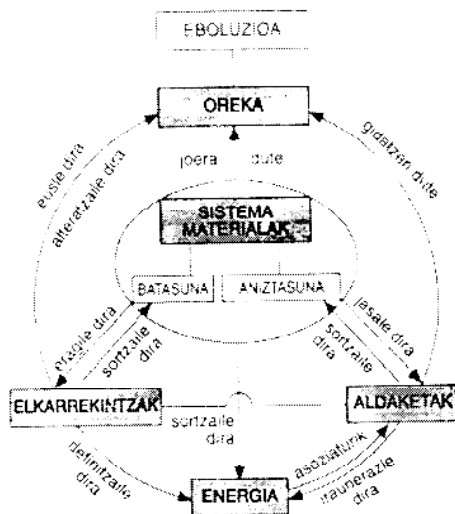 EBOLUZIOA
OREKA
joera dute
eusle dira
alteratzaile dira
gidatzen dute
SISTEMA
MATERIALAK
BATASUNA
ANIZTASUNA
eragile dira
sortzaile
dira
jasale dira
sortzaile
dira
ELKARREKINTZAK
ALDAKETAK
sortzaile
dira
definitzaile
dira
asoziaturik
iraunerazle
dira
ENERGIA